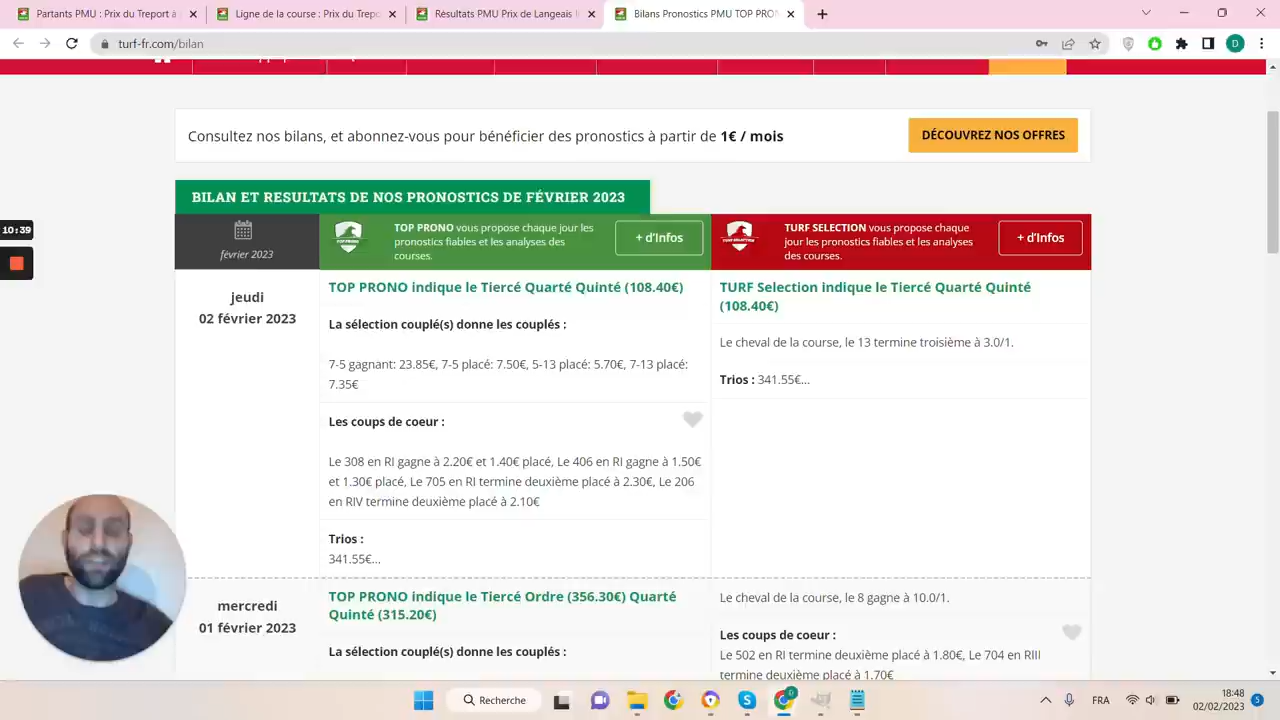 Partants PMU : Prix du Treport à
Ligne de la course : Prix du Trepo
Résultats PMU Prix de Langeais
Bilans Pronostics PMU TOP PRON
turf-fr.com/bilan
D
Consultez nos bilans, et abonnez-vous pour bénéficier des pronostics à partir de 1€ / mois
DÉCOUVREZ NOS OFFRES
BILAN ET RESULTATS DE NOS PRONOSTICS DE FÉVRIER 2023
février 2023
TOP PRONO vous propose chaque jour les
pronostics fiables et les analyses des
courses.
+ d'Infos
TURF SELECTION vous propose chaque
jour les pronostics fiables et les analyses
des courses.
+ d'Infos
10:39
jeudi
02 février 2023
TOP PRONO indique le Tiercé Quarté Quinté (108.40€)
La sélection couplé(s) donne les couplés :
7-5 gagnant: 23.85€, 7-5 placé: 7.50€, 5-13 placé: 5.70€, 7-13 placé:
7.35€
Les coups de coeur :
Le 308 en RI gagne à 2.20€ et 1.40€ placé, Le 406 en RI gagne à 1.50€
et 1.30€ placé, Le 705 en RI termine deuxième placé à 2.30€, Le 206
en RIV termine deuxième placé à 2.10€
Trios :
341.55€...
TURF Selection indique le Tiercé Quarté Quinté
(108.40€)
Le cheval de la course, le 13 termine troisième à 3.0/1.
Trios : 341.55€...
mercredi
01 février 2023
TOP PRONO indique le Tiercé Ordre (356.30€) Quarté
Quinté (315.20€)
La sélection couplé(s) donne les couplés :
Le cheval de la course, le 8 gagne à 10.0/1.
Les coups de coeur :
Le 502 en RI termine deuxième placé à 1.80€, Le 704 en RIII
termine deuxième placé à 1.70€
Recherche
FRA
18:48
02/02/2023
5